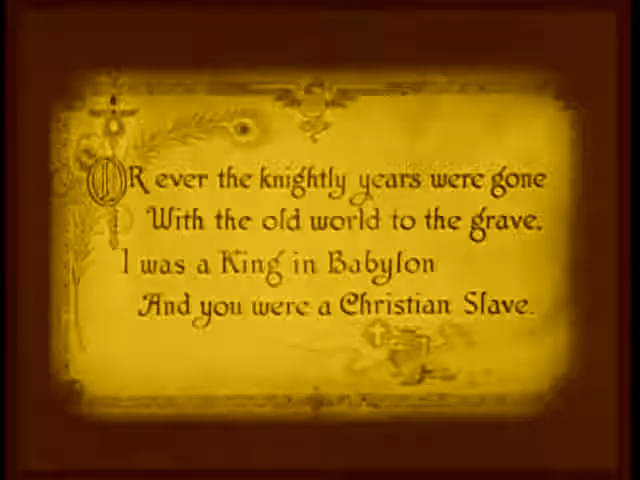 OR ever the knightly years were gone
With the old world to the grave,
I was a King in Babylon
And you were a Christian Slave.